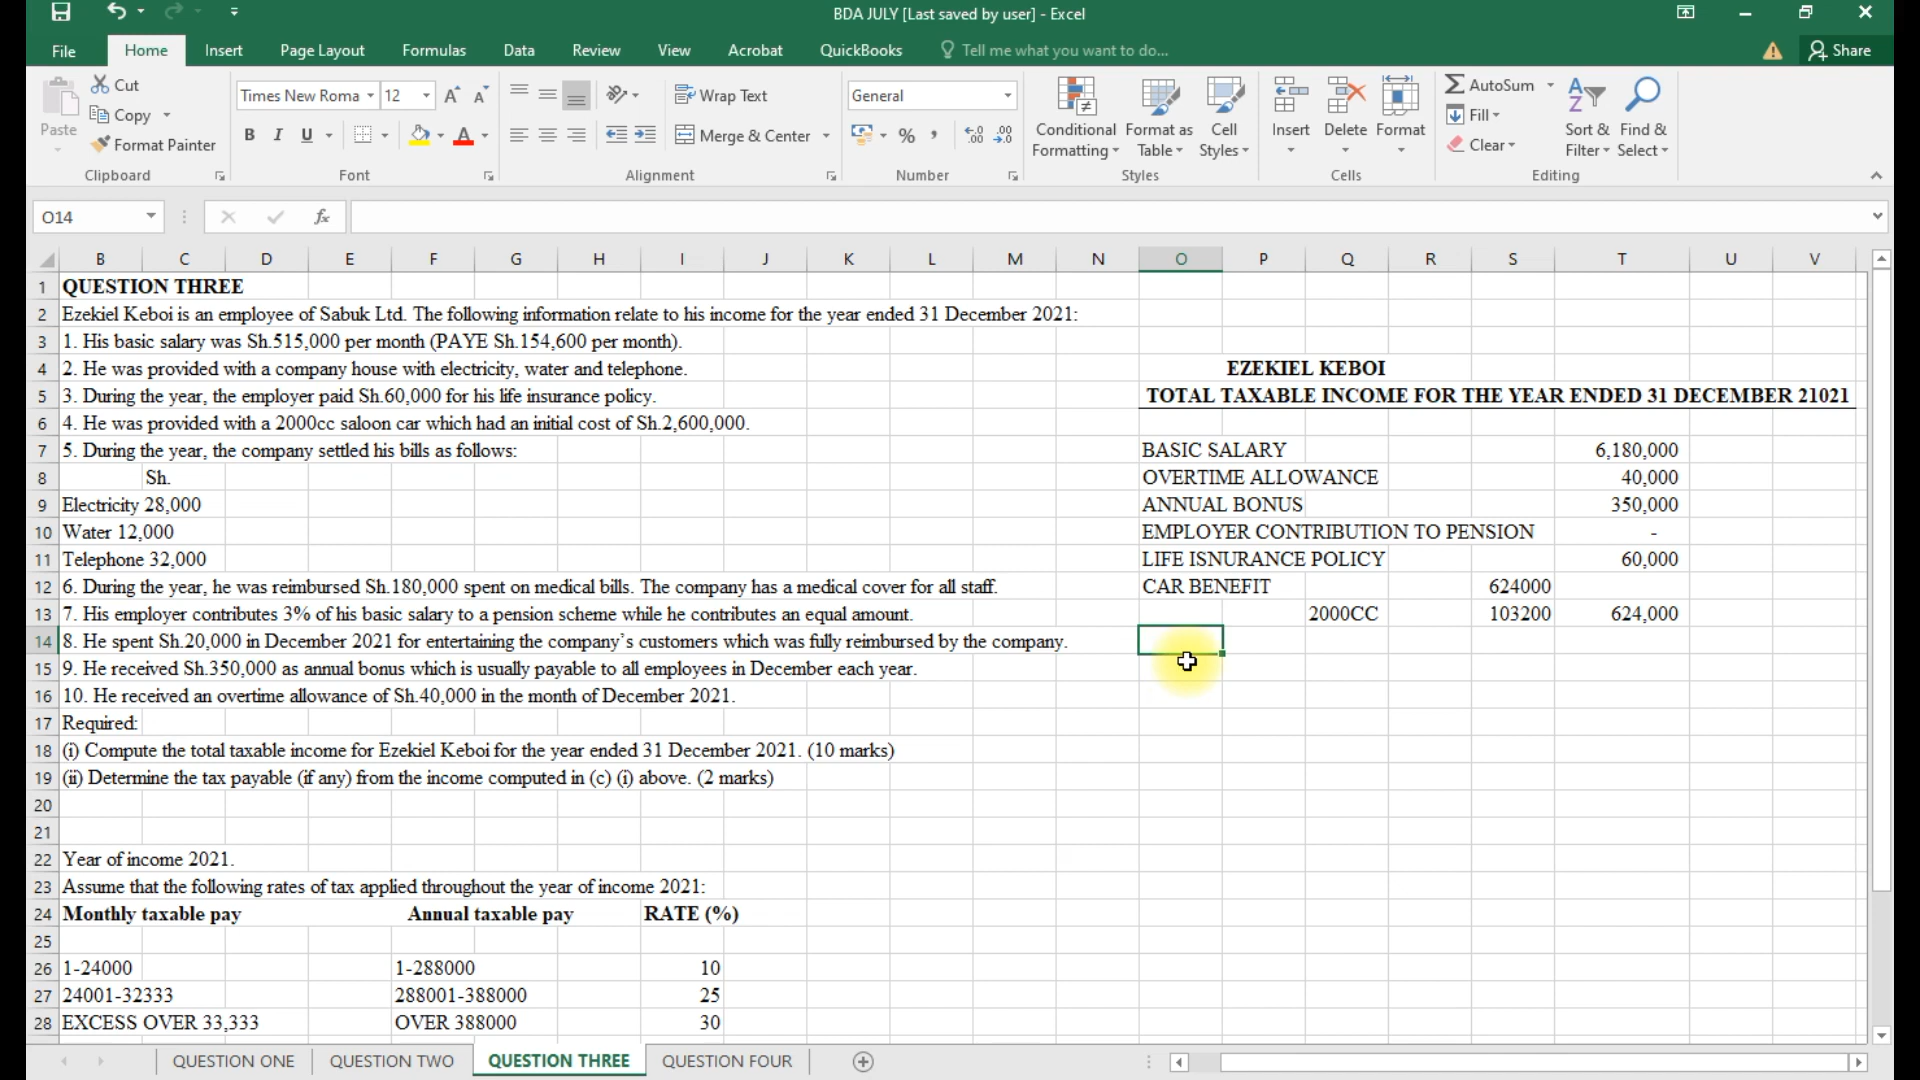 BDA JULY [Last saved by user] - Excel
File Home Insert Page Layout Formulas Data Review View Acrobat QuickBooks Tell me what you want to do... Share
Paste
Cut
Copy
Format Painter
Clipboard
Times New Roma 12
B I U
Font
Wrap Text
Merge & Center
Alignment
General
Number
Conditional Formatting
Format as Table
Cell Styles
Styles
Insert Delete Format
Cells
AutoSum
Fill
Clear
Sort & Filter
Find & Select
Editing
O14 fx
B C D E F G H I J K L M N O P Q R S T U V
1 QUESTION THREE
2 Ezekiel Keboi is an employee of Sabuk Ltd. The following information relate to his income for the year ended 31 December 2021:
3 1. His basic salary was Sh.515,000 per month (PAYE Sh.154,600 per month).
4 2. He was provided with a company house with electricity, water and telephone. EZEKIEL KEBOI
5 3. During the year, the employer paid Sh.60,000 for his life insurance policy. TOTAL TAXABLE INCOME FOR THE YEAR ENDED 31 DECEMBER 21021
6 4. He was provided with a 2000cc saloon car which had an initial cost of Sh.2,600,000.
7 5. During the year, the company settled his bills as follows: BASIC SALARY 6,180,000
8 Sh. OVERTIME ALLOWANCE 40,000
9 Electricity 28,000 ANNUAL BONUS 350,000
10 Water 12,000 EMPLOYER CONTRIBUTION TO PENSION -
11 Telephone 32,000 LIFE ISNURANCE POLICY 60,000
12 6. During the year, he was reimbursed Sh.180,000 spent on medical bills. The company has a medical cover for all staff. CAR BENEFIT 624000
13 7. His employer contributes 3% of his basic salary to a pension scheme while he contributes an equal amount. 2000CC 103200 624,000
14 8. He spent Sh.20,000 in December 2021 for entertaining the company's customers which was fully reimbursed by the company.
15 9. He received Sh.350,000 as annual bonus which is usually payable to all employees in December each year.
16 10. He received an overtime allowance of Sh.40,000 in the month of December 2021.
17 Required:
18 (i) Compute the total taxable income for Ezekiel Keboi for the year ended 31 December 2021. (10 marks)
19 (ii) Determine the tax payable (if any) from the income computed in (c) (i) above. (2 marks)
20
21
22 Year of income 2021.
23 Assume that the following rates of tax applied throughout the year of income 2021:
24 Monthly taxable pay Annual taxable pay RATE (%)
25
26 1-24000 1-288000 10
27 24001-32333 288001-388000 25
28 EXCESS OVER 33,333 OVER 388000 30
QUESTION ONE QUESTION TWO QUESTION THREE QUESTION FOUR